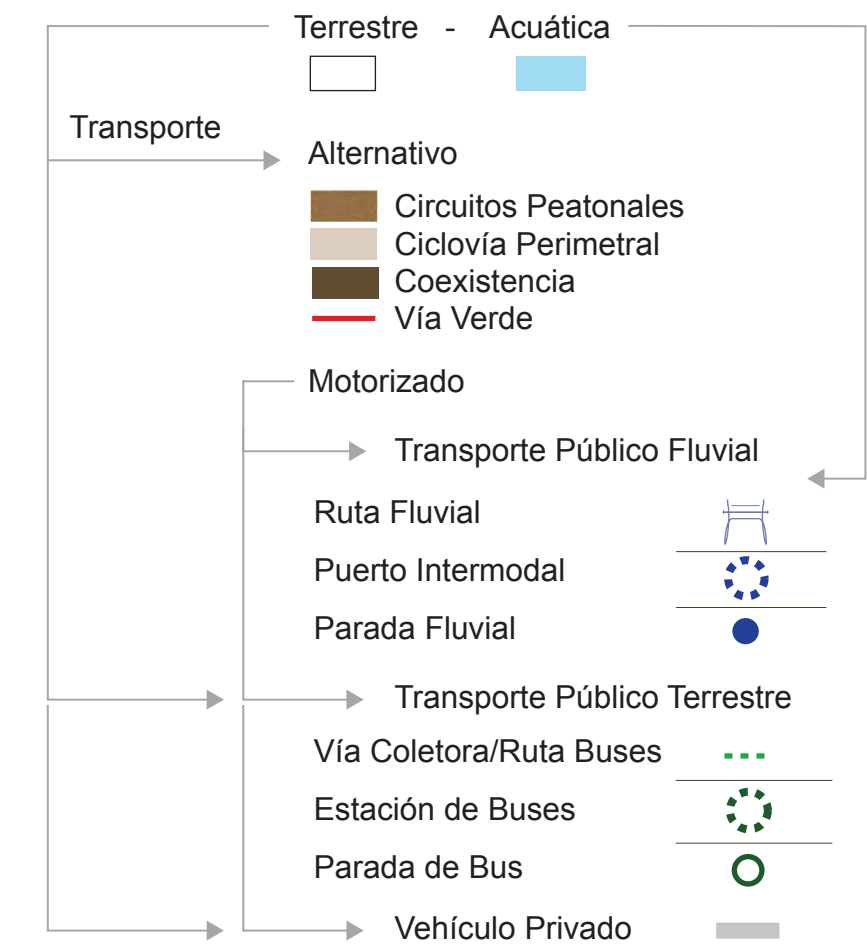 Terrestre - Acuática
Transporte
Alternativo
Circuitos Peatonales
Ciclovía Perimetral
Coexistencia
Vía Verde
Motorizado
Transporte Público Fluvial
Ruta Fluvial
Puerto Intermodal
Parada Fluvial
Transporte Público Terrestre
Vía Coletora/Ruta Buses
Estación de Buses
Parada de Bus
Vehículo Privado